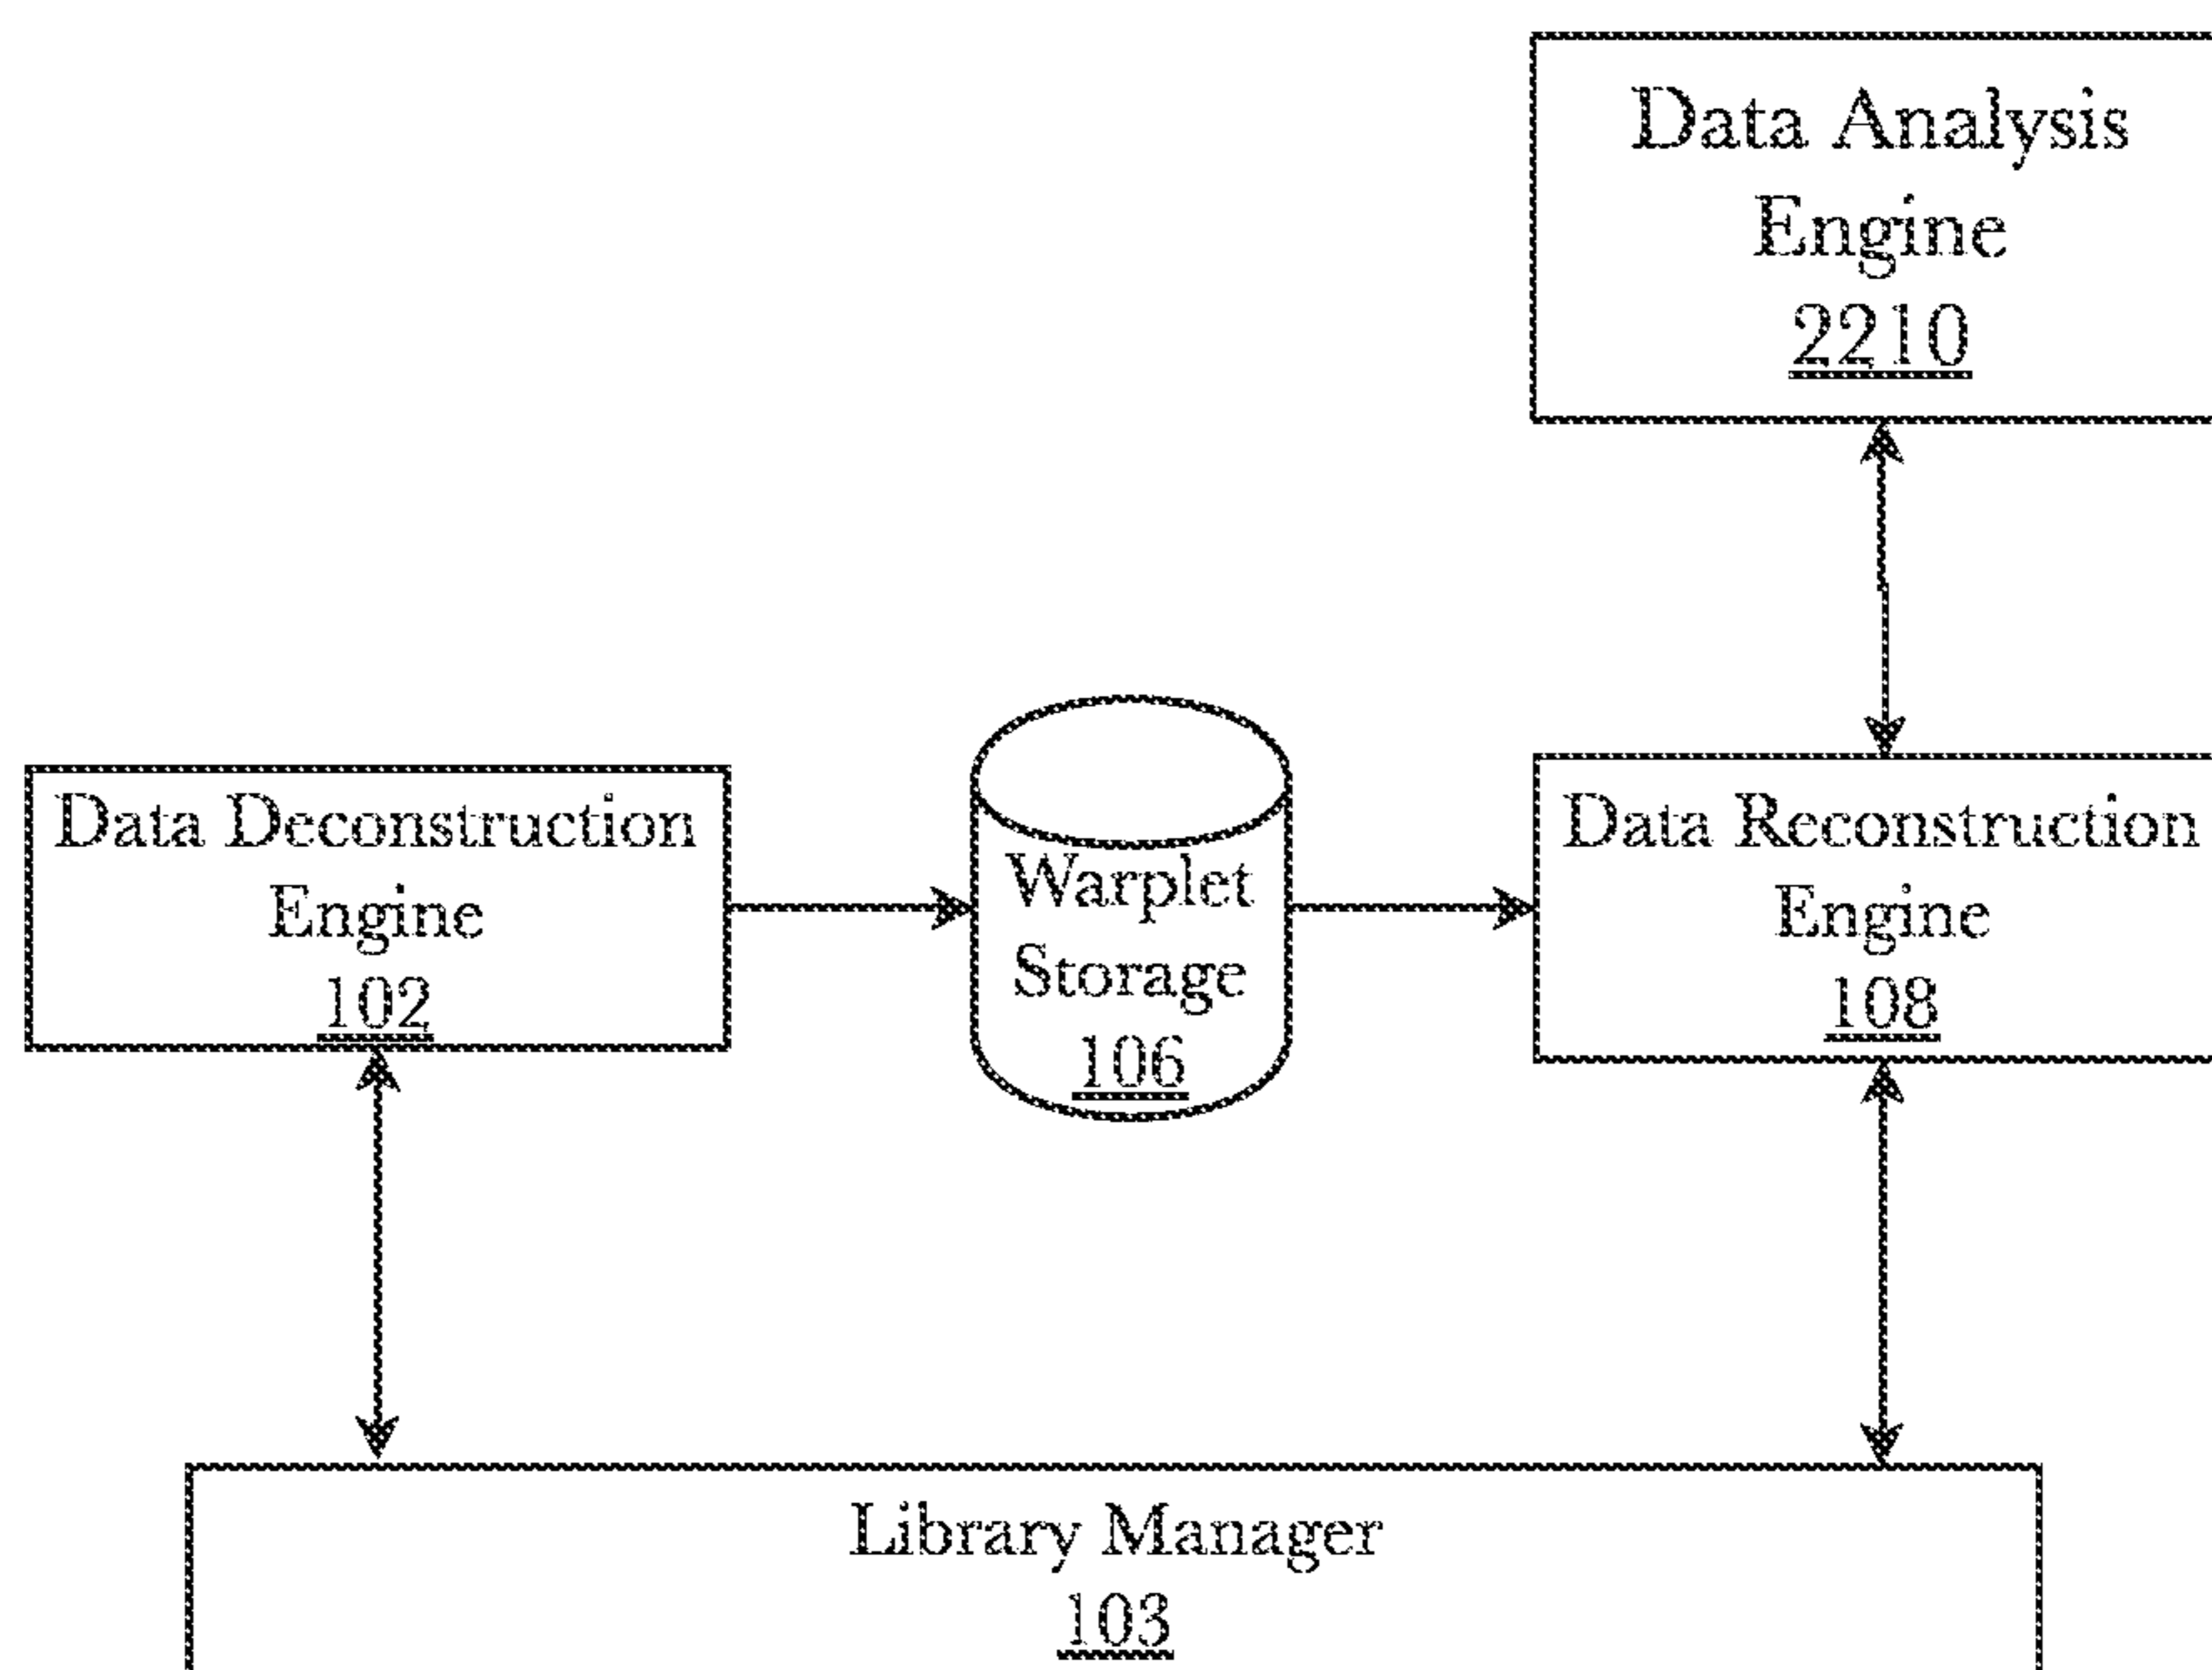 Data Analysis
Engine
2210
Data Deconstruction
Engine
102
Warplet
Storage
106
Data Reconstruction
Engine
108
Library Manager
103